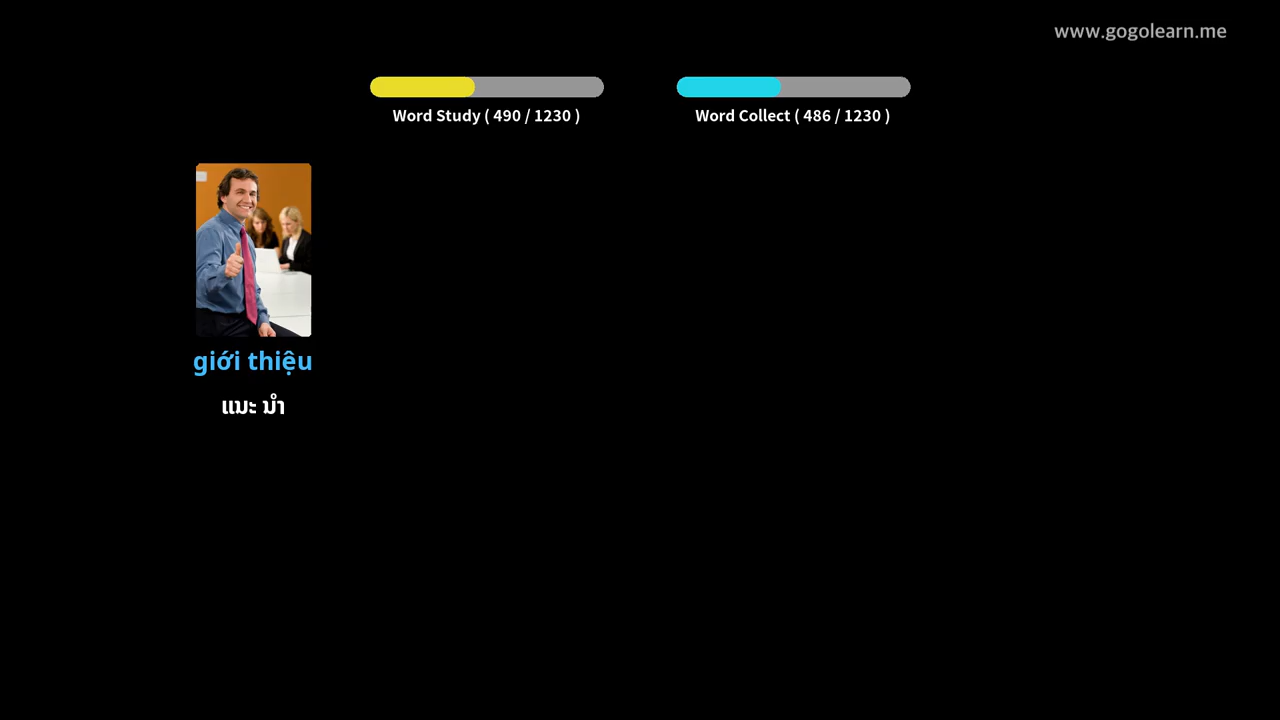 www.gogolearn.me
Word Study ( 490 / 1230 )
Word Collect ( 486 / 1230 )
giới thiệu
ແນະ ນຳ